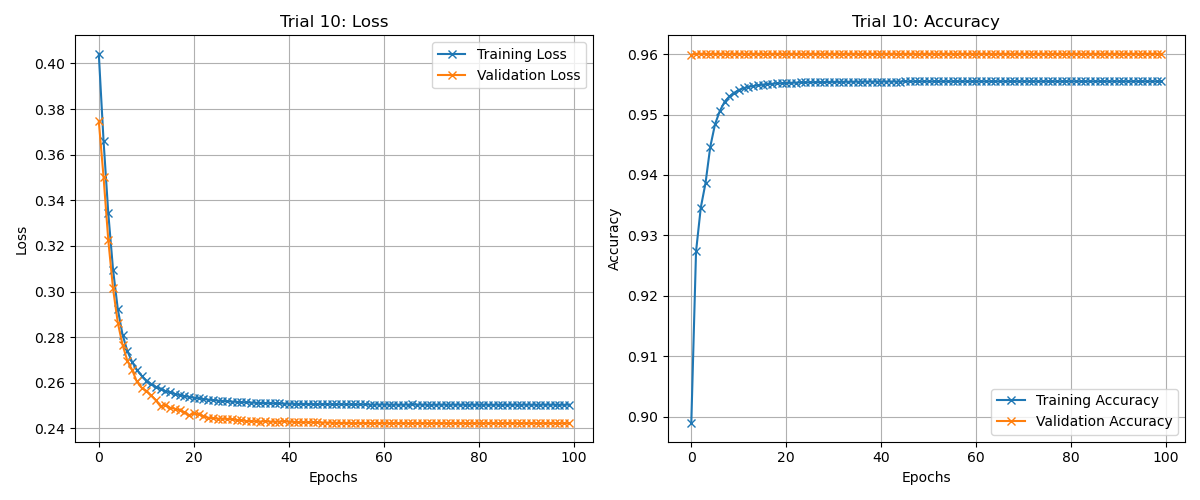 Trial 10: Loss
0.40
0.38
0.36
0.34
0.32
0.30
0.28
0.26
0.24
Loss
Training Loss
Validation Loss
0 20 40 60 80 100
Epochs
Trial 10: Accuracy
0.96
0.95
0.94
0.93
0.92
0.91
0.90
Accuracy
Training Accuracy
Validation Accuracy
0 20 40 60 80 100
Epochs